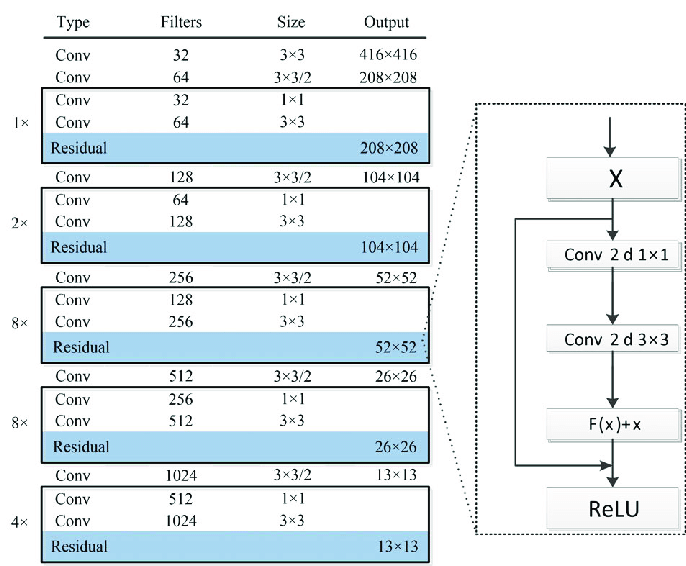 Type Filters Size Output
Conv 32 3×3 416×416
Conv 64 3×3/2 208×208
1×
Conv 32 1×1
Conv 64 3×3
Residual 208×208
Conv 128 3×3/2 104×104
2×
Conv 64 1×1
Conv 128 3×3
Residual 104×104
Conv 256 3×3/2 52×52
8×
Conv 128 1×1
Conv 256 3×3
Residual 52×52
Conv 512 3×3/2 26×26
8×
Conv 256 1×1
Conv 512 3×3
Residual 26×26
Conv 1024 3×3/2 13×13
4×
Conv 512 1×1
Conv 1024 3×3
Residual 13×13
X
Conv 2 d 1×1
Conv 2 d 3×3
F(x)+x
ReLU